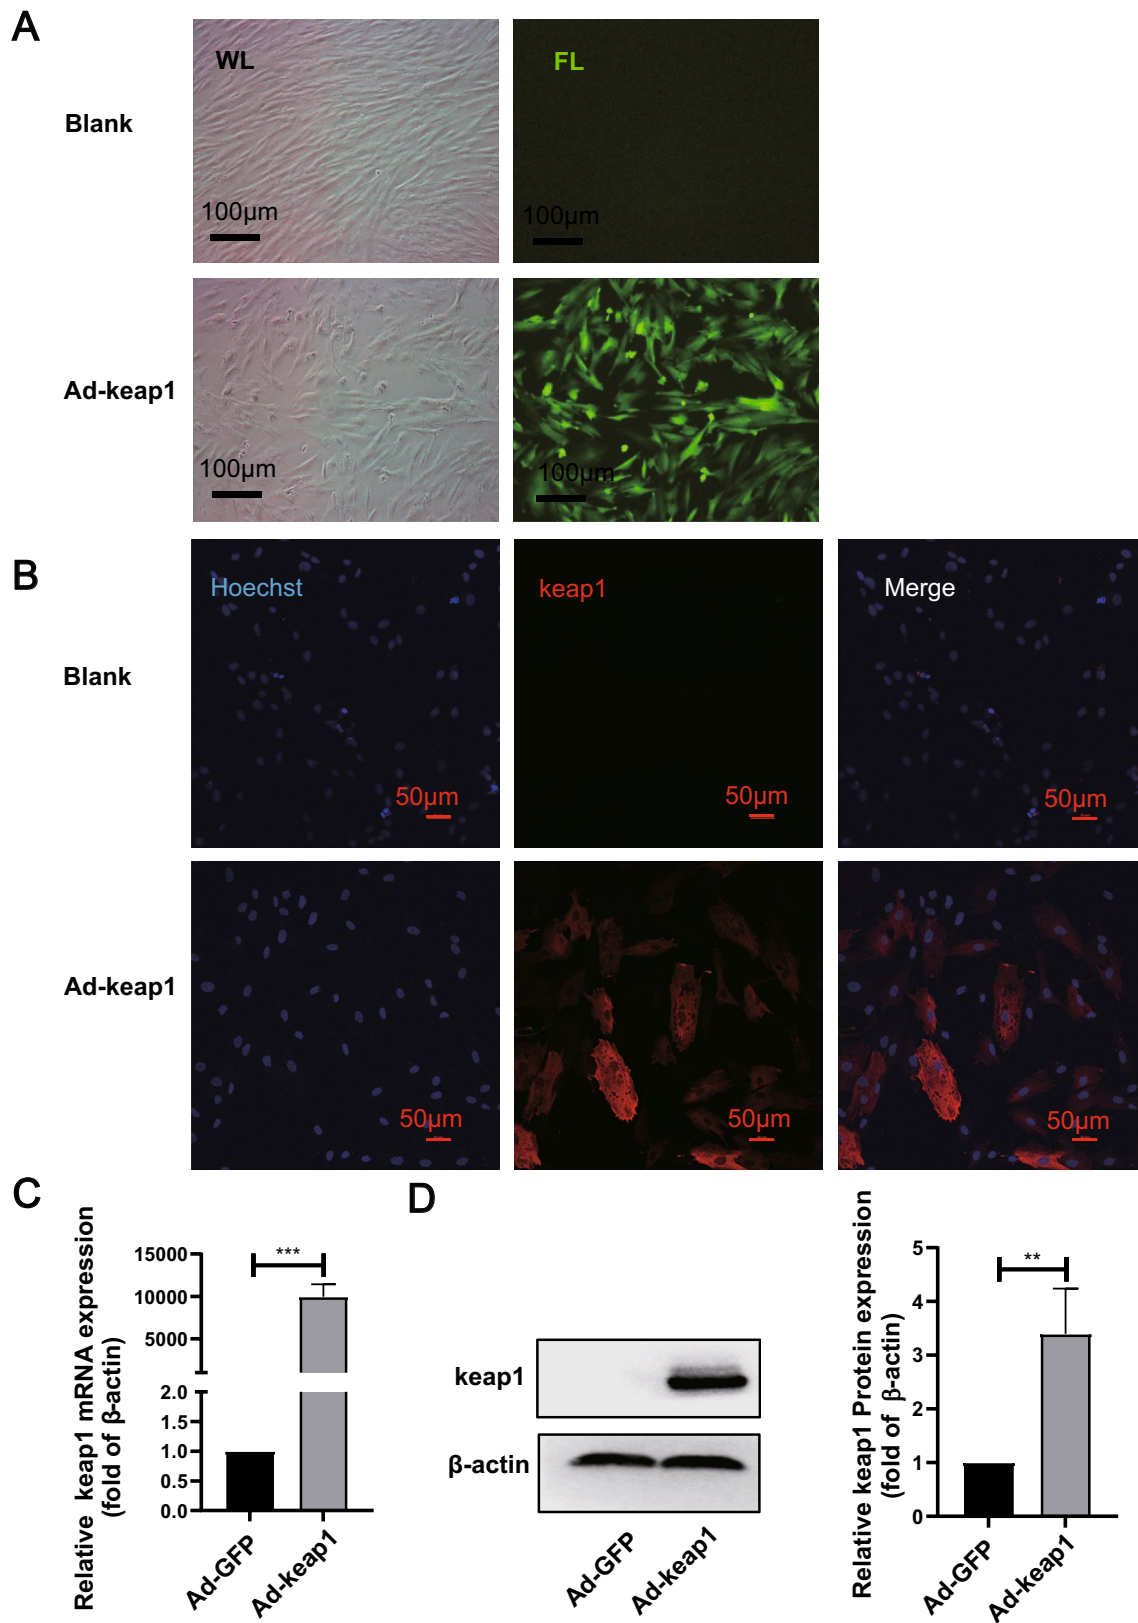 A
WL
FL
Blank
100μm
100μm
Ad-keap1
100μm
100μm
B
Hoechst
keap1
Merge
Blank
50μm
50μm
50μm
Ad-keap1
50μm
50μm
50μm
C
Relative keap1 mRNA expression
(fold of β-actin)
15000
10000
5000
2.0
1.5
1.0
0.5
0.0
***
Ad-GFP
Ad-keap1
D
keap1
β-actin
Ad-GFP
Ad-keap1
Relative keap1 Protein expression
(fold of β-actin)
5
4
3
2
1
0
**
Ad-GFP
Ad-keap1